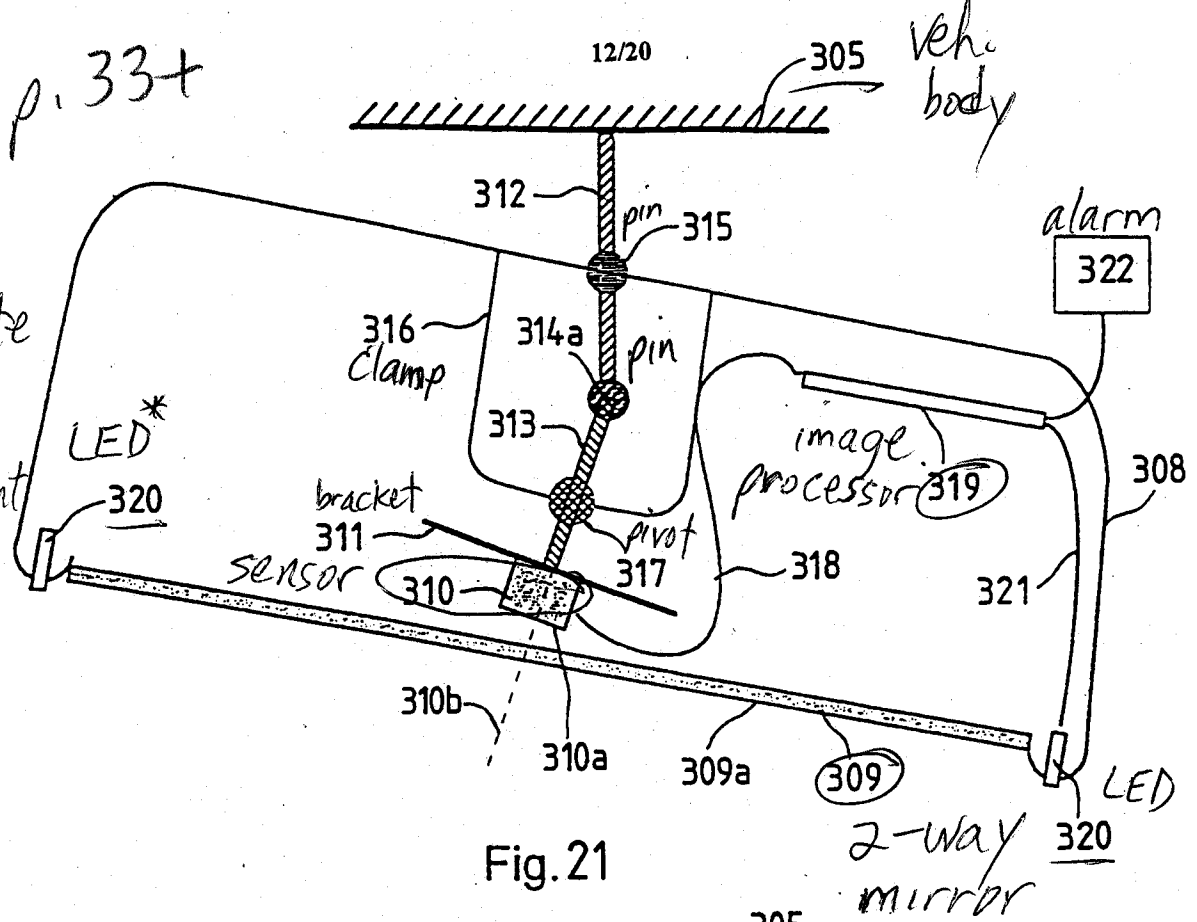 p. 33+
12/20
305
veh.
body
312
pin
315
alarm
322
316
clamp
314a
pin
LED*
313
image
processor
319
308
320
bracket
311
pivot
317
318
321
sensor
310
310b
310a
309a
309
LED
320
2-way
mirror
Fig. 21
305